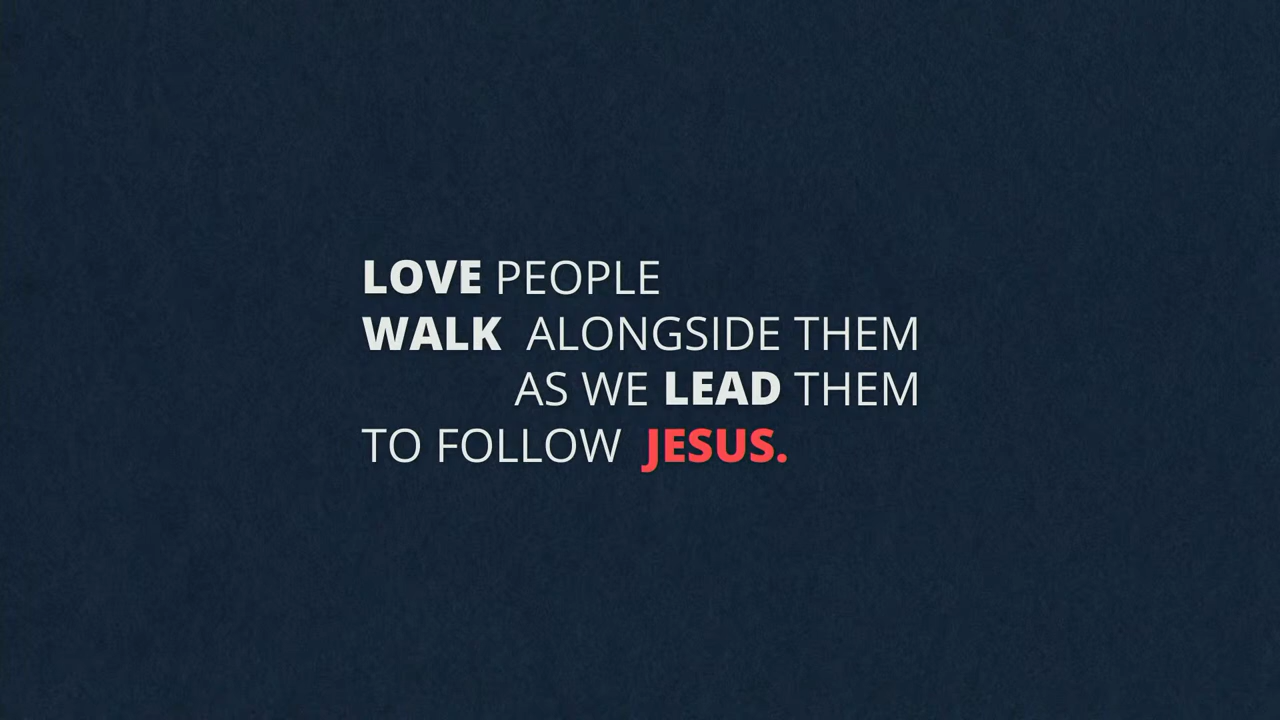 LOVE PEOPLE
WALK ALONGSIDE THEM
AS WE LEAD THEM
TO FOLLOW JESUS.